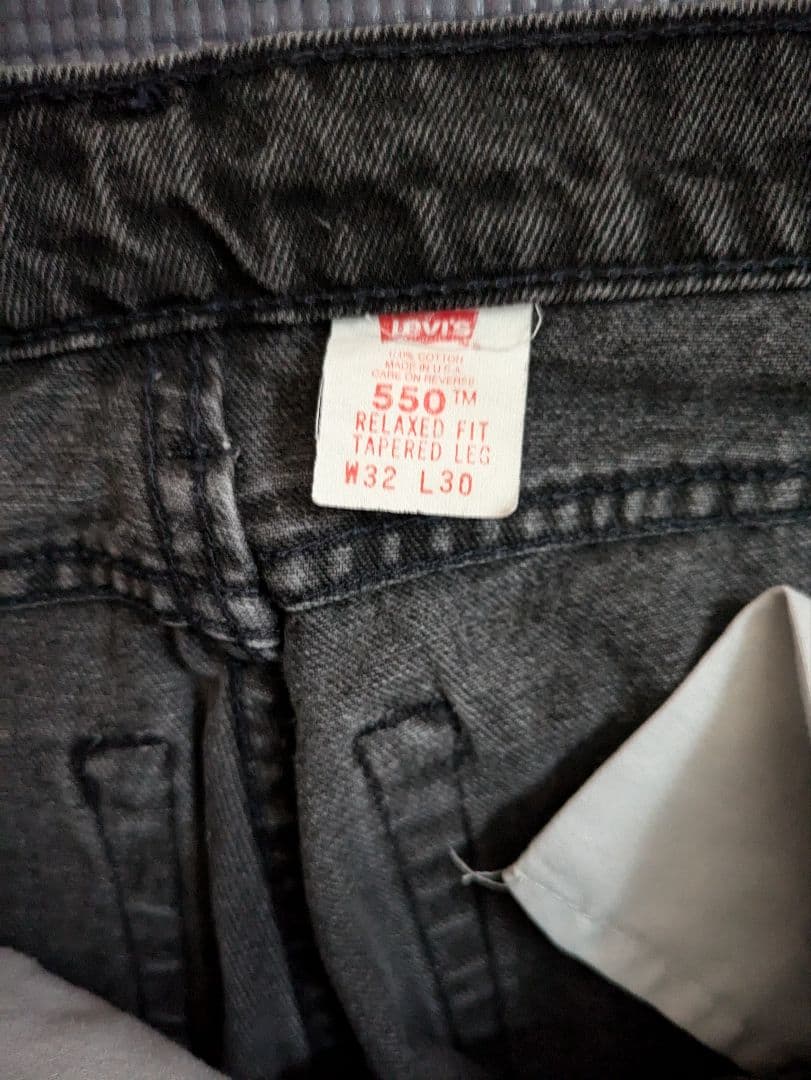 LEVI'S
100% COTTON
MADE IN U.S.A.
CARE ON REVERSE
550™
RELAXED FIT
TAPERED LEG
W32 L30